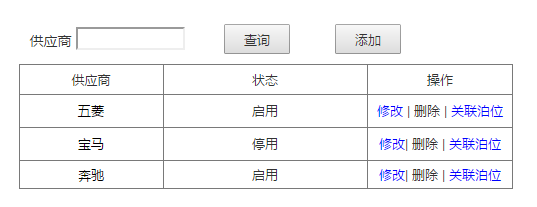 供应商 查询 添加
供应商 状态 操作
五菱 启用 修改 | 删除 | 关联泊位
宝马 停用 修改| 删除 | 关联泊位
奔驰 启用 修改| 删除 | 关联泊位